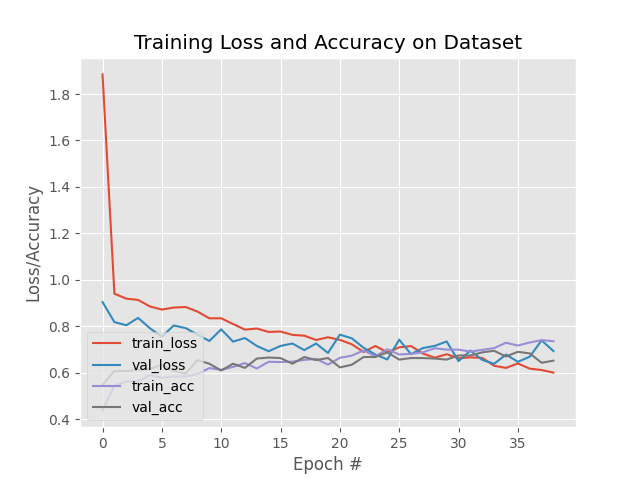 Training Loss and Accuracy on Dataset
Loss/Accuracy
1.8
1.6
1.4
1.2
1.0
0.8
0.6
0.4
train_loss
val_loss
train_acc
val_acc
0 5 10 15 20 25 30 35
Epoch #